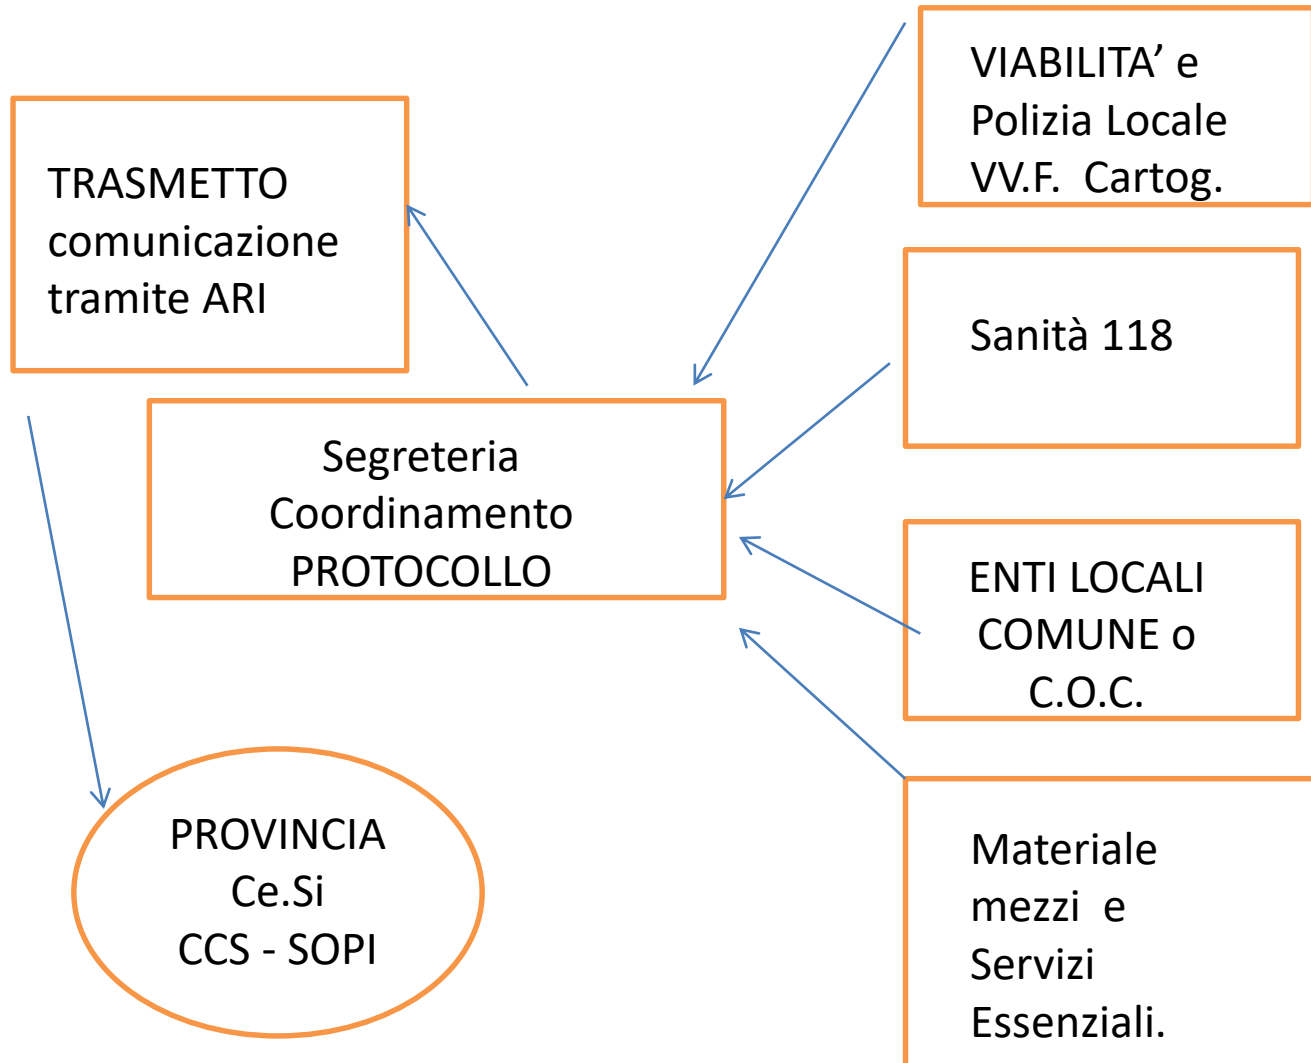 TRASMETTO
comunicazione
tramite ARI
VIABILITA’ e
Polizia Locale
VV.F.  Cartog.
Sanità 118
Segreteria
Coordinamento
PROTOCOLLO
ENTI LOCALI
COMUNE o
C.O.C.
PROVINCIA
Ce.Si
CCS - SOPI
Materiale
mezzi  e
Servizi
Essenziali.